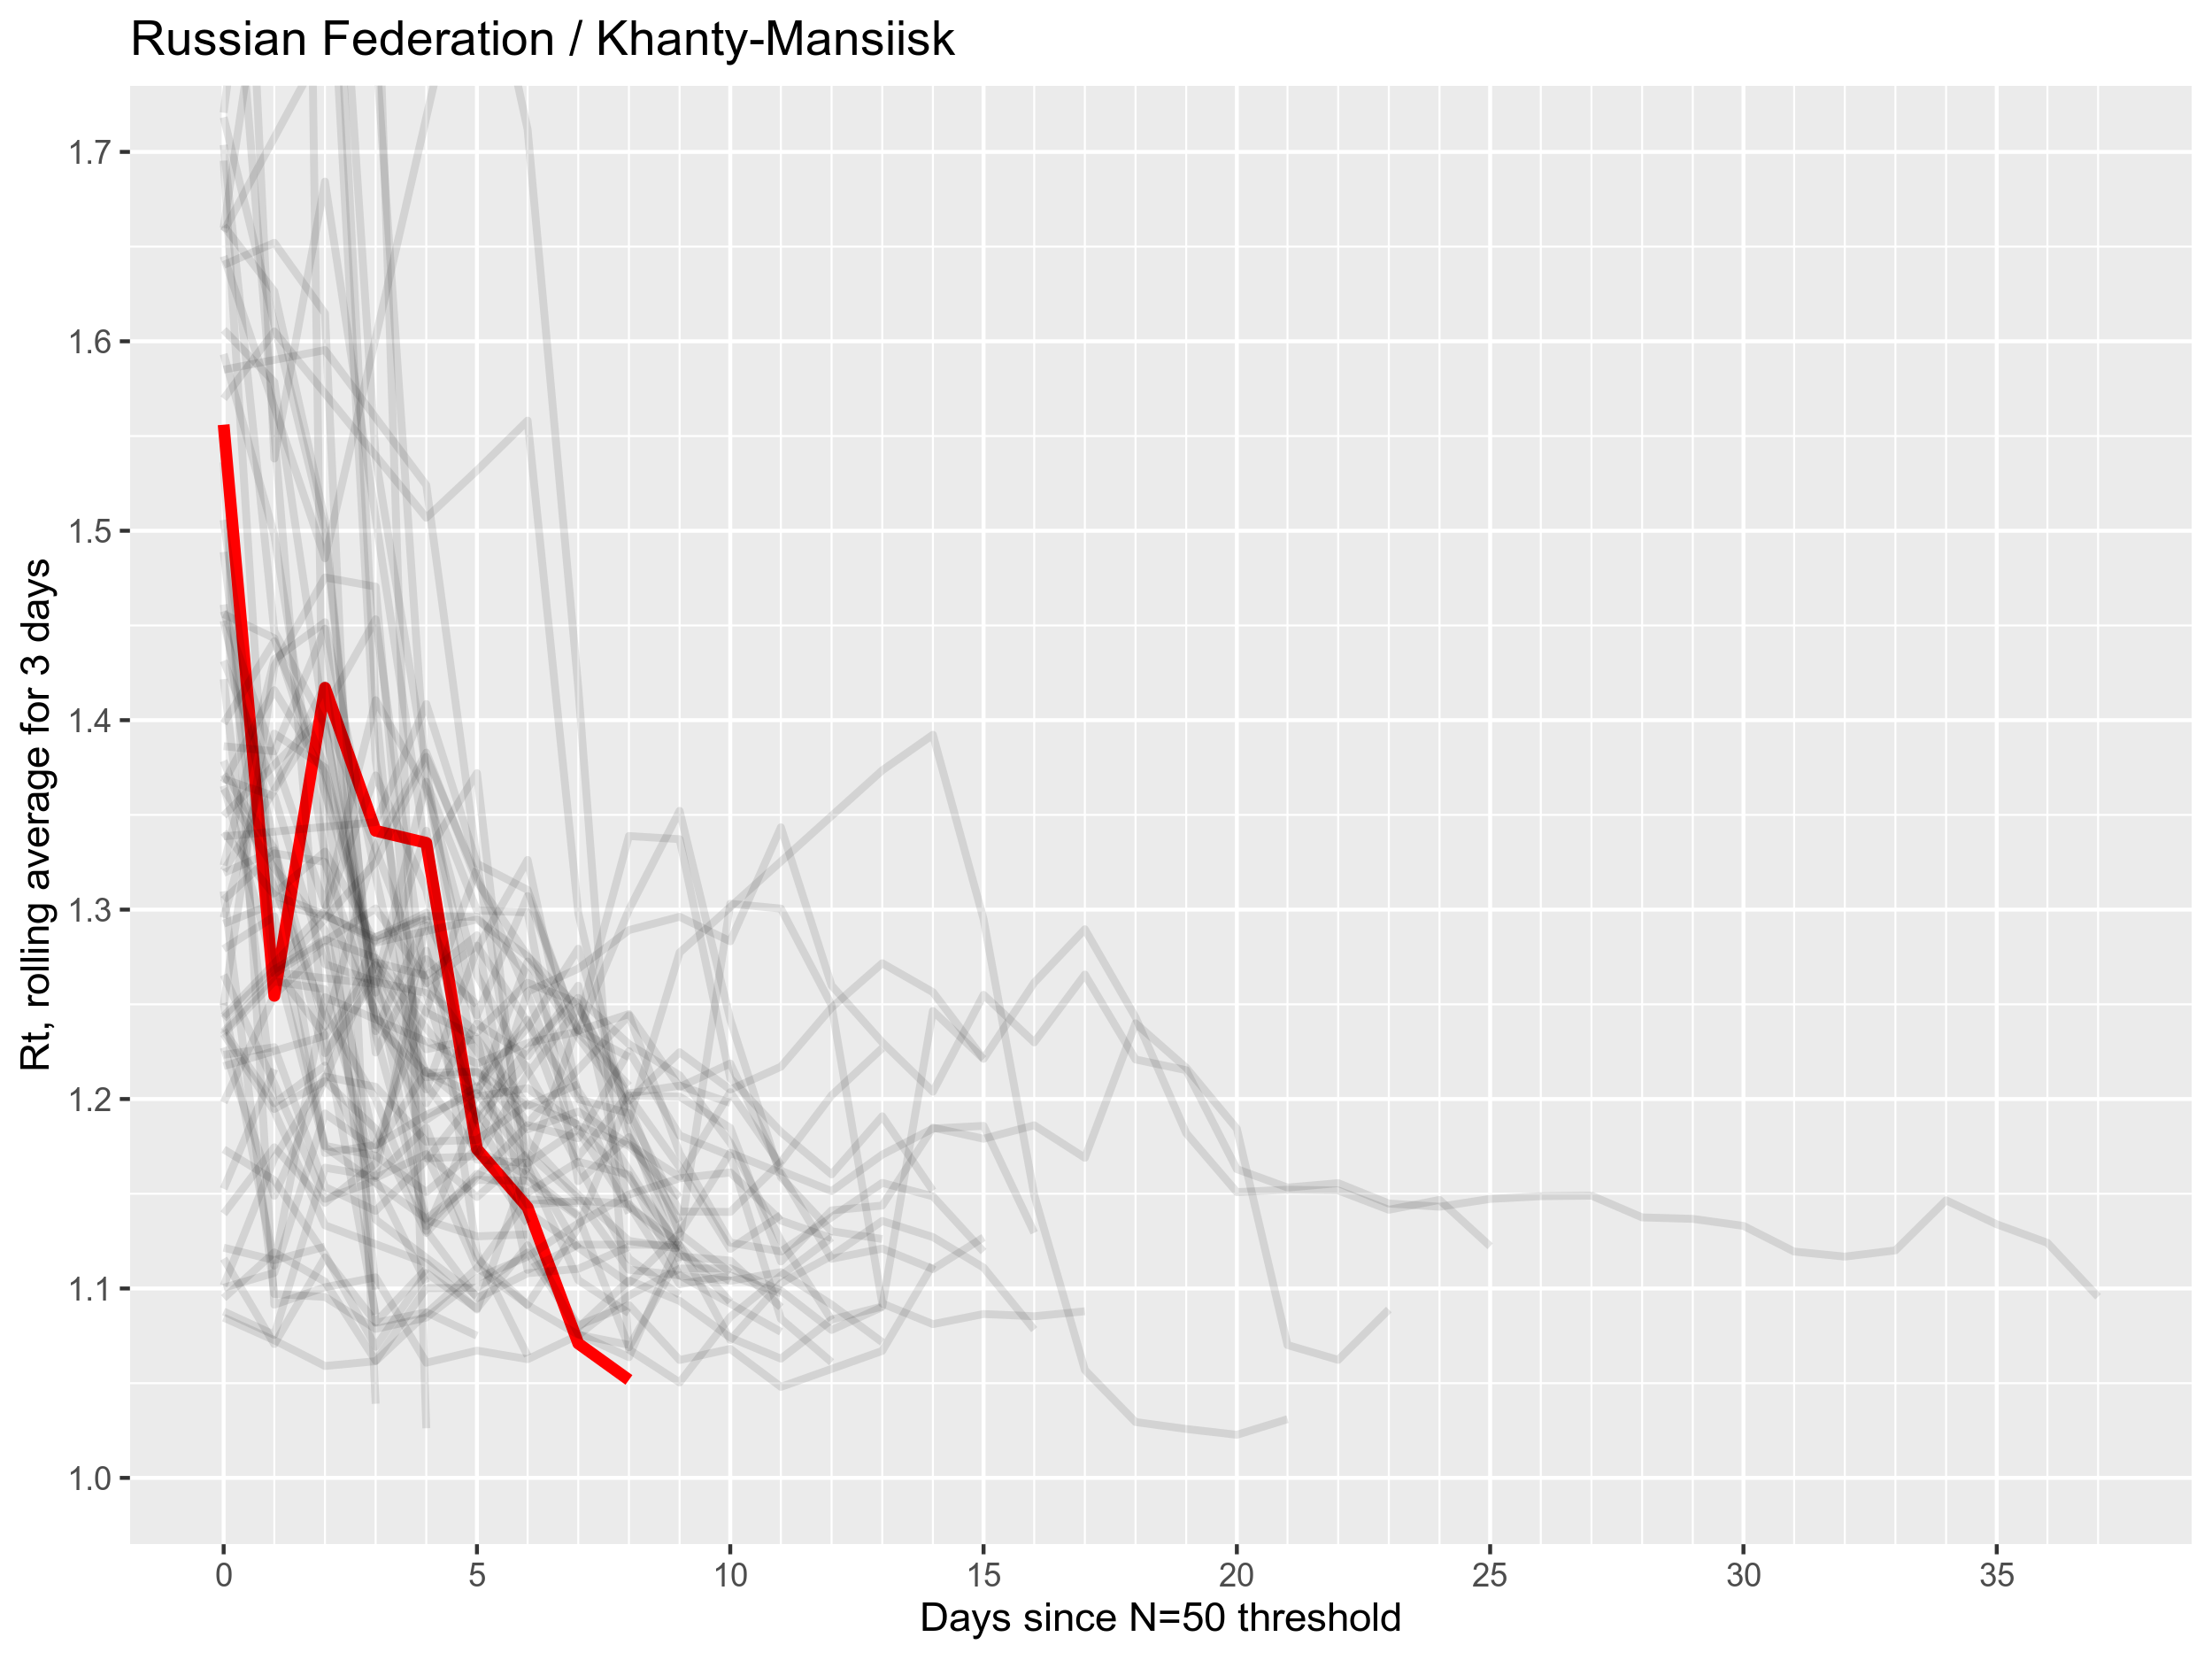 Russian Federation / Khanty-Mansiisk
Rt, rolling average for 3 days
1.7
1.6
1.5
1.4
1.3
1.2
1.1
1.0
0 5 10 15 20 25 30 35
Days since N=50 threshold